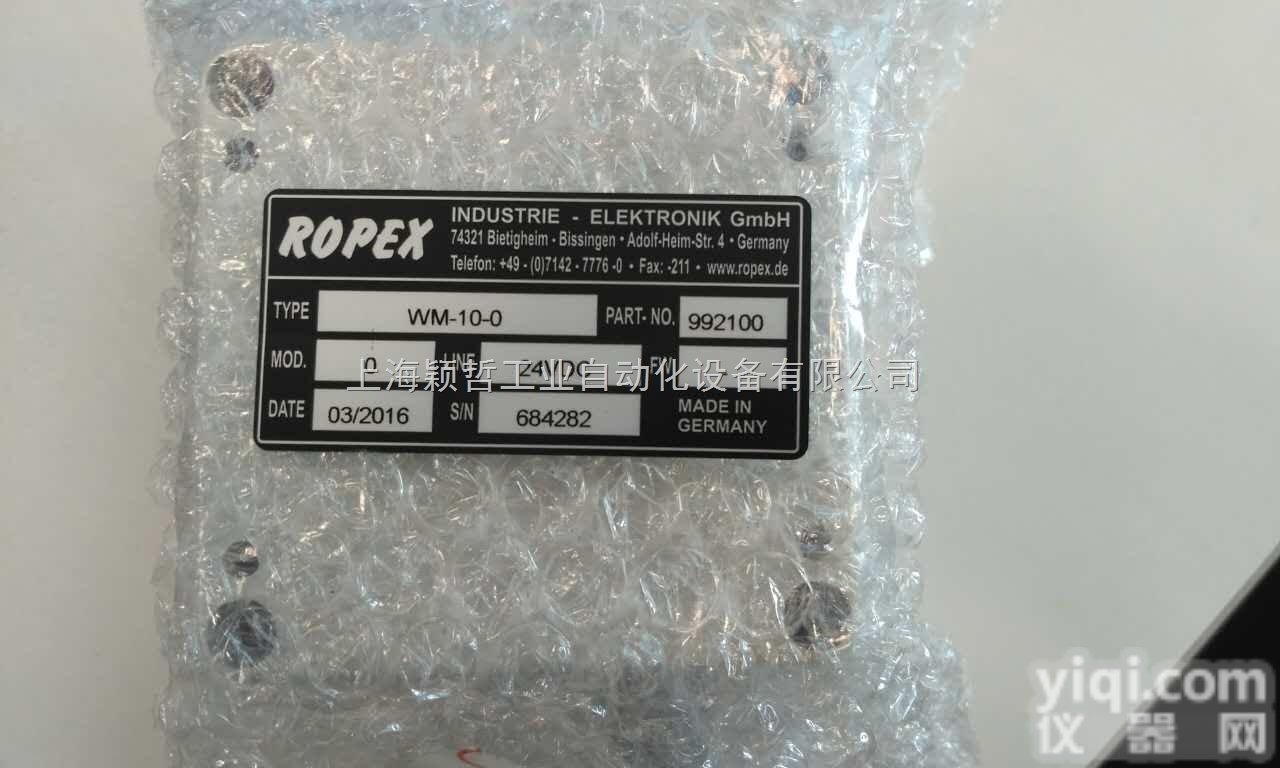 ROPEX
INDUSTRIE - ELEKTRONIK GmbH
74321 Bietigheim - Bissingen • Adolf-Heim-Str. 4 • Germany
Telefon: +49 - (0)7142 - 7776 -0 • Fax: -211 • www.ropex.de
TYPE WM-10-0 PART- NO. 992100
MOD. 0 LINE 24VDC FW
上海颖哲工业自动化设备有限公司
DATE 03/2016 S/N 684282 MADE IN
GERMANY
yiqi.com
仪器网